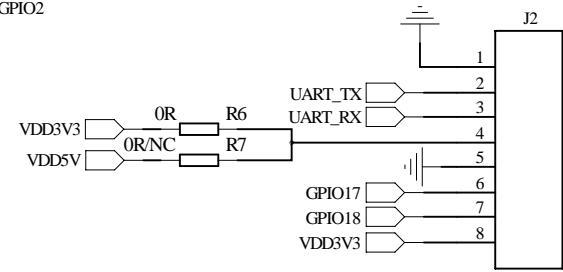 GPIO2
J2
1
UART_TX 2
UART_RX 3
VDD3V3 0R R6 4
VDD5V 0R/NC R7
5
GPIO17 6
GPIO18 7
VDD3V3 8